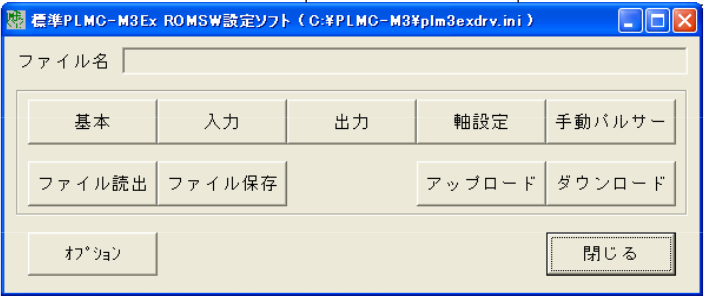 標準PLMC-M3Ex ROMSW設定ソフト ( C:¥PLMC-M3¥plm3exdrv.ini )
ファイル名
基本 入力 出力 軸設定 手動パルサー
ファイル読出 ファイル保存 アップロード ダウンロード
ｵﾌﾟｼｮﾝ 閉じる